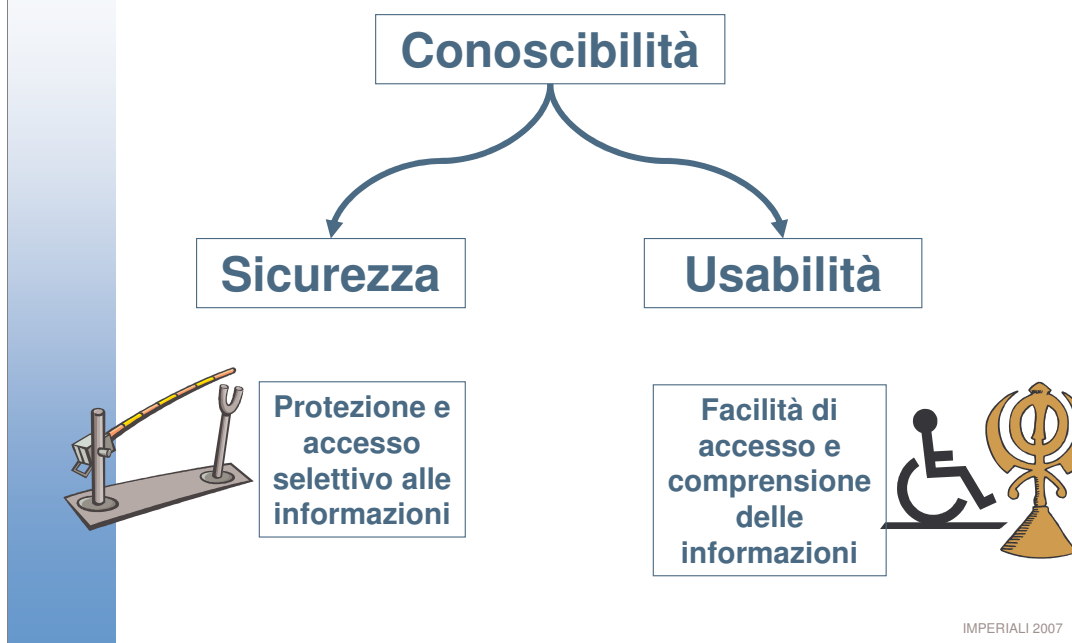 Conoscibilità
Sicurezza
Usabilità
Protezione e
accesso
selettivo alle
informazioni
Facilità di
accesso e
comprensione
delle
informazioni
IMPERIALI 2007